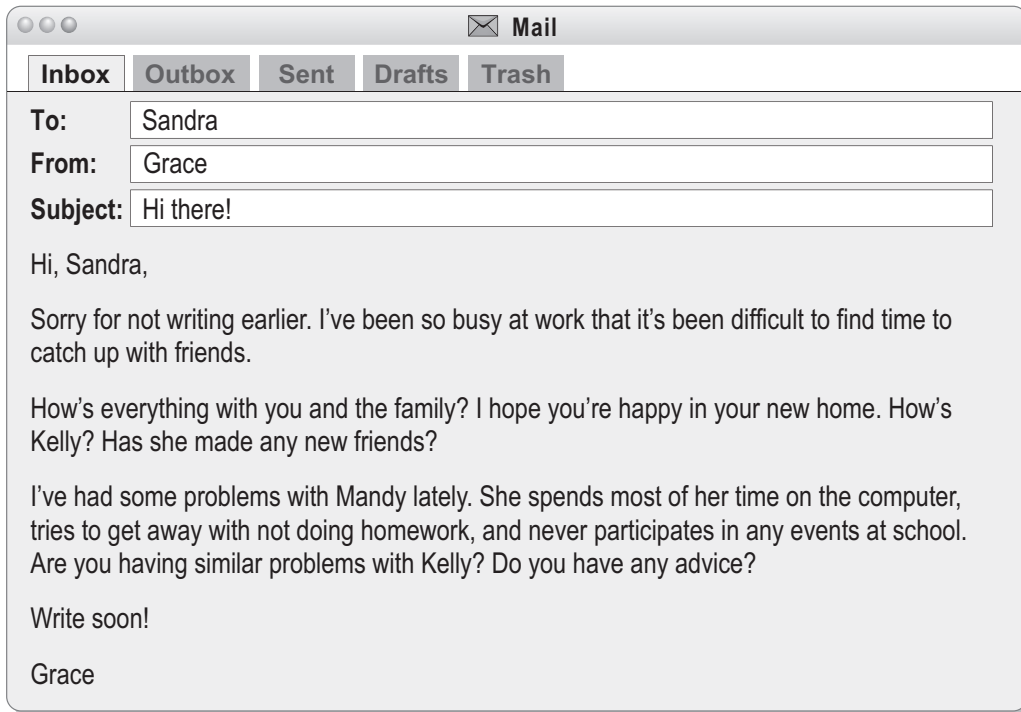 Mail
Inbox Outbox Sent Drafts Trash
To: Sandra
From: Grace
Subject: Hi there!
Hi, Sandra,
Sorry for not writing earlier. I’ve been so busy at work that it’s been difficult to find time to
catch up with friends.
How’s everything with you and the family? I hope you’re happy in your new home. How’s
Kelly? Has she made any new friends?
I’ve had some problems with Mandy lately. She spends most of her time on the computer,
tries to get away with not doing homework, and never participates in any events at school.
Are you having similar problems with Kelly? Do you have any advice?
Write soon!
Grace